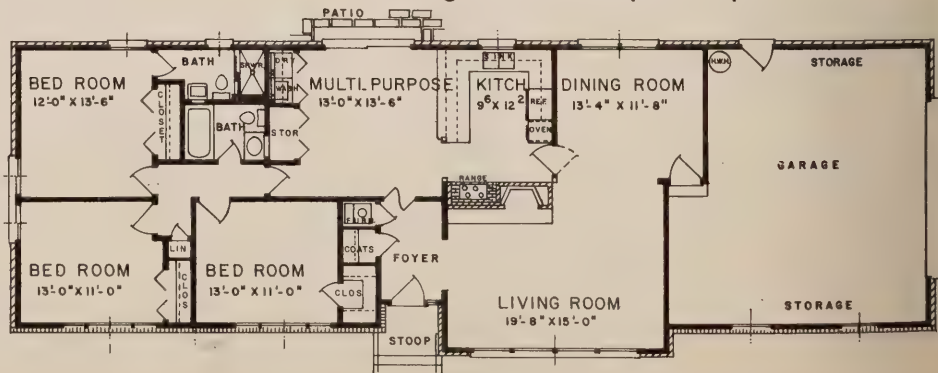 PATIO
BED ROOM
12'-0" X 13'-6"
BATH
SHWR.
DRY
WASH
MULTI PURPOSE
13'-0" X 13'-6"
SINK
KITCH.
9⁶ X 12²
REF.
OVEN
DINING ROOM
13'-4" X 11'-8"
H.W.H.
STORAGE
CLOSET
BATH
STOR
GARAGE
RANGE
FURN
COATS
FOYER
LIN
CLOS
BED ROOM
13'-0" X 11'-0"
BED ROOM
13'-0" X 11'-0"
CLOS
LIVING ROOM
19'-8" X 15'-0"
STORAGE
STOOP